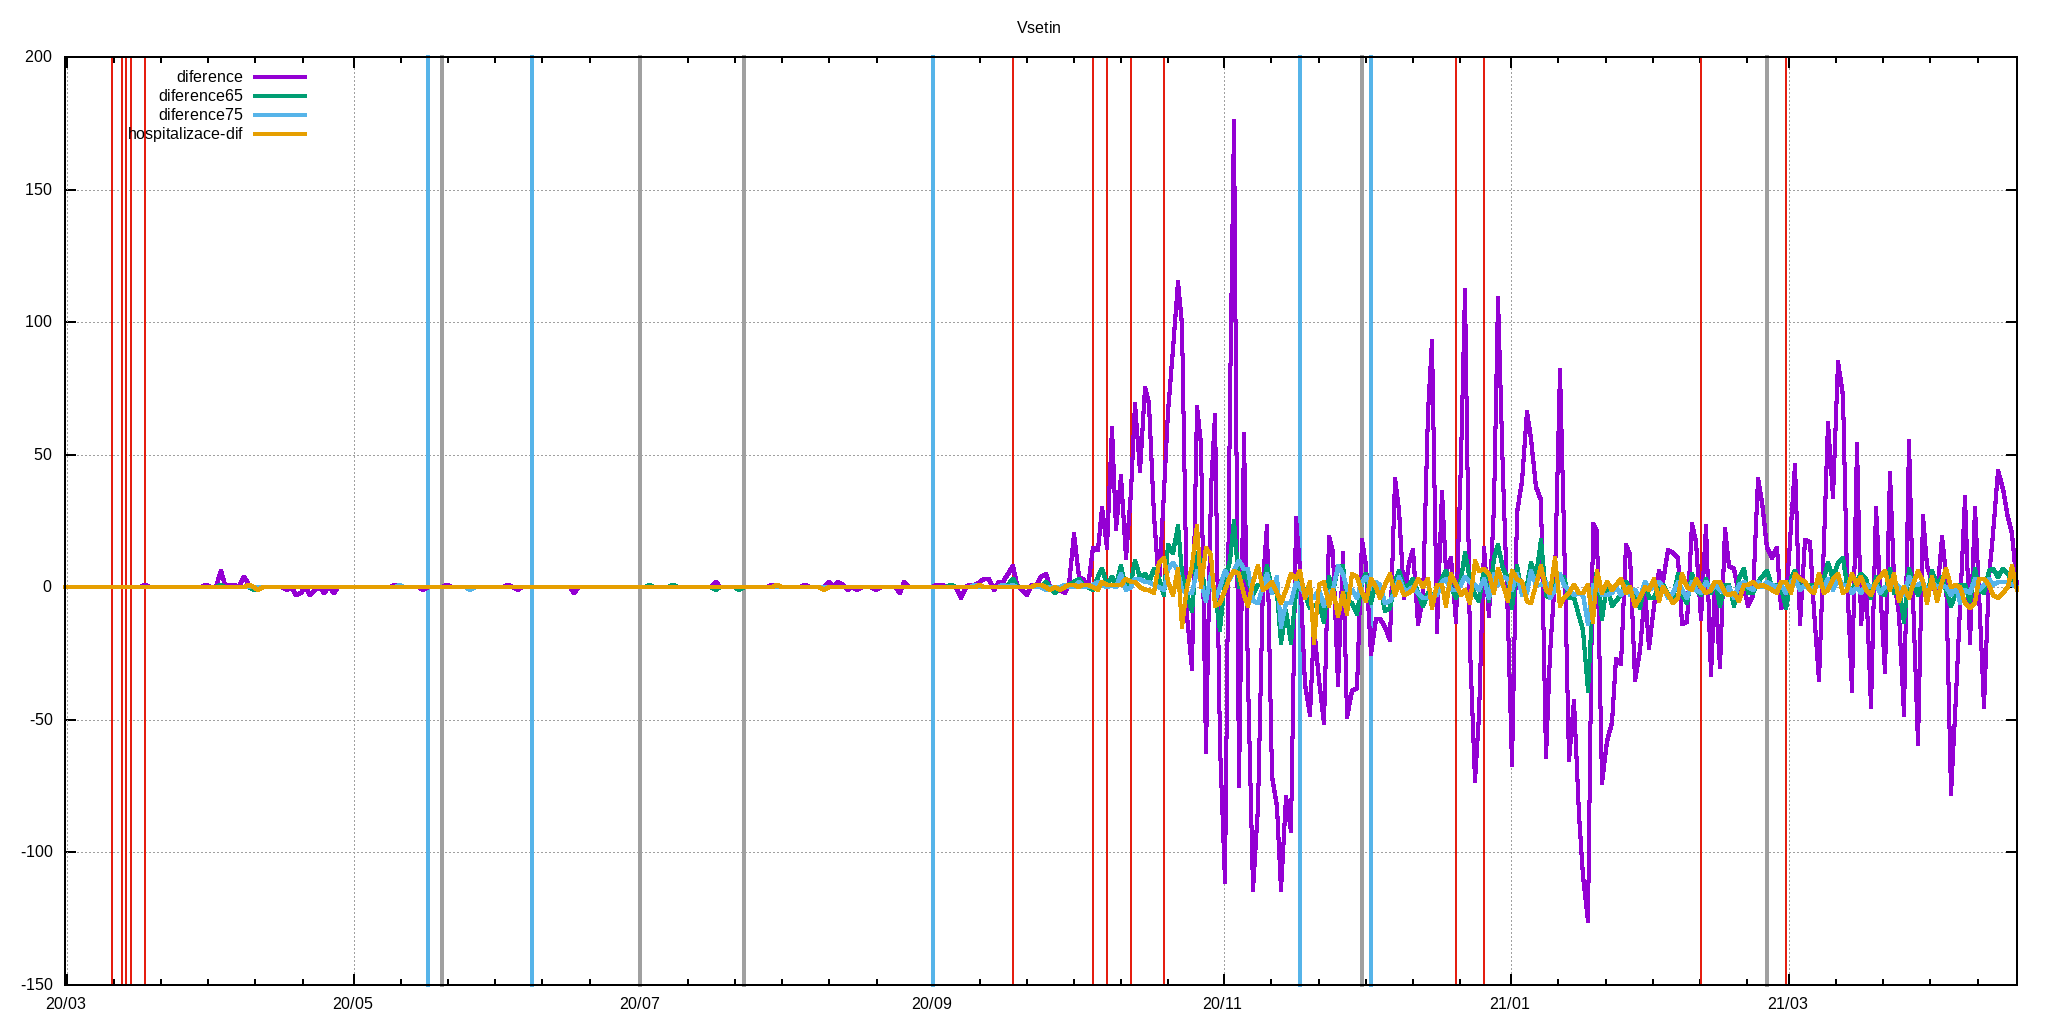 Vsetin
200
150
100
50
0
-50
-100
-150
diference
diference65
diference75
hospitalizace-dif
20/03 20/05 20/07 20/09 20/11 21/01 21/03